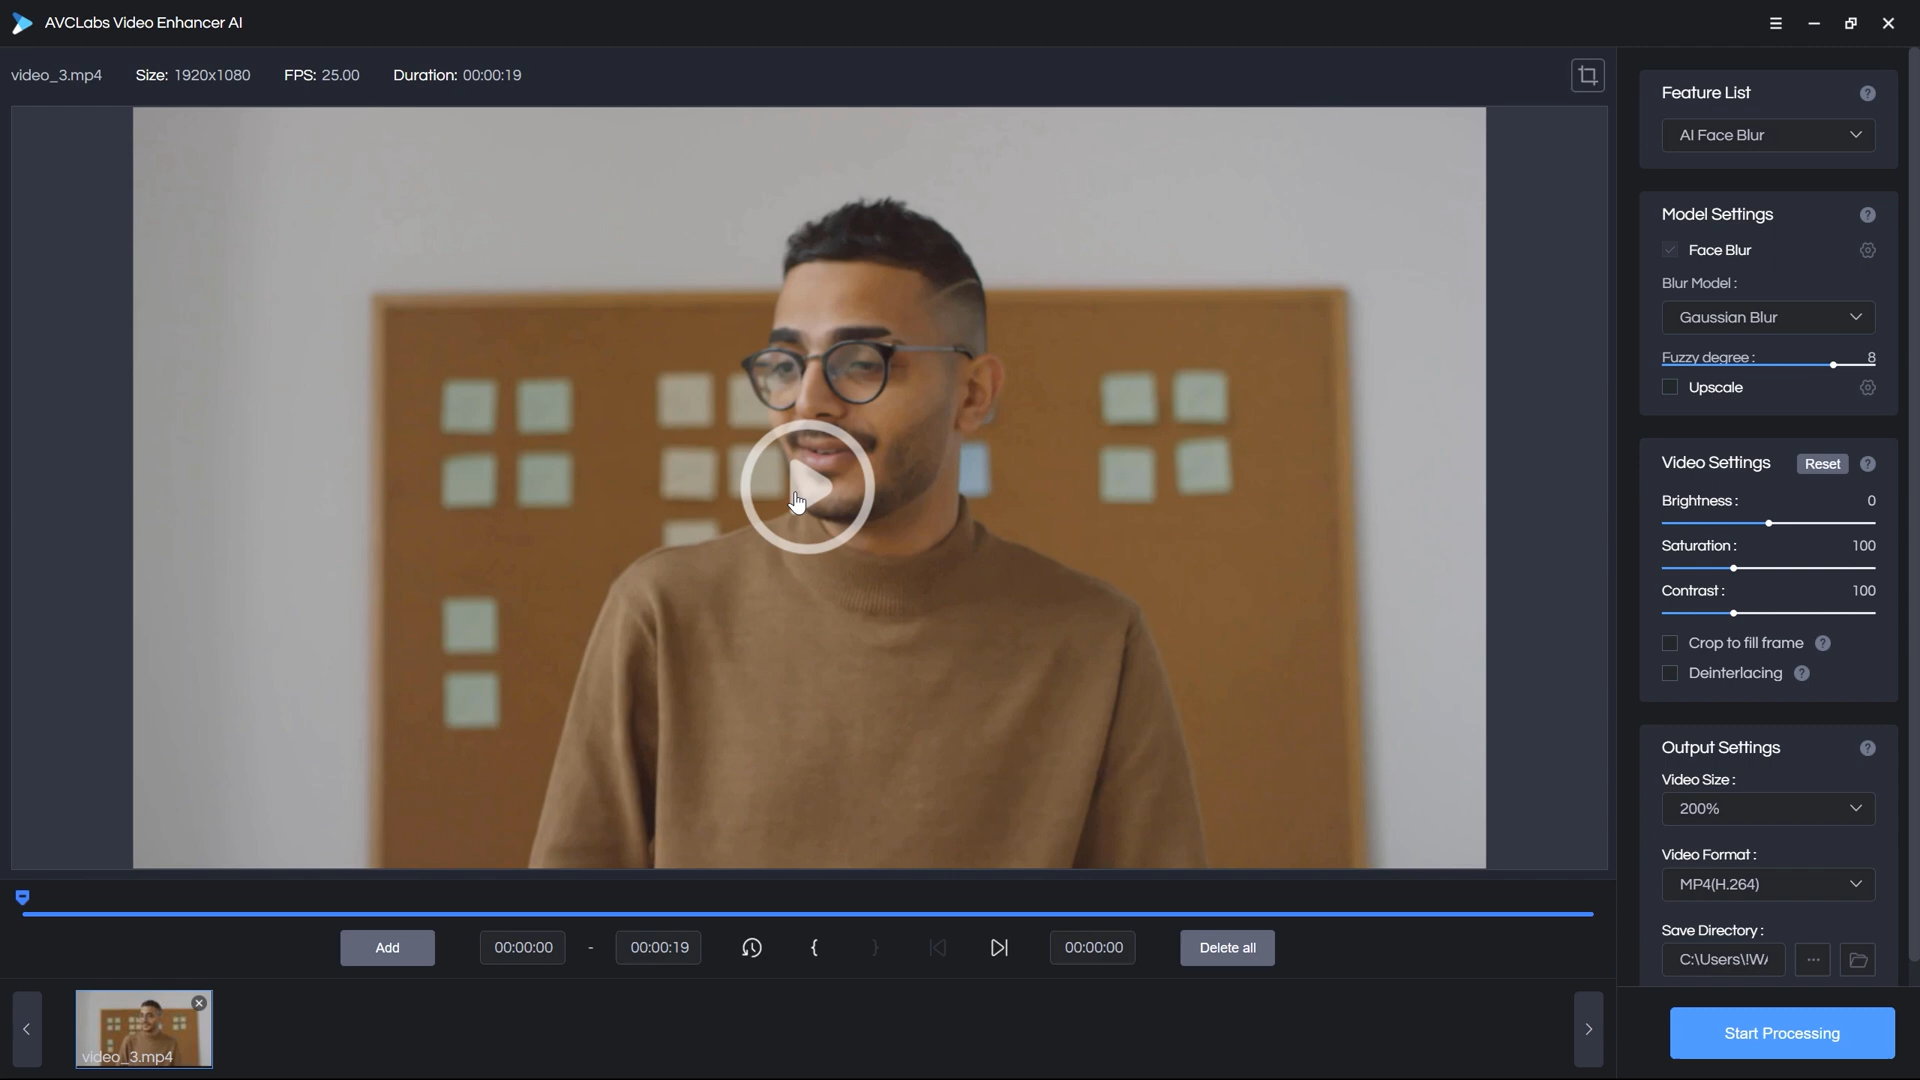 AVCLabs Video Enhancer AI
video_3.mp4 Size: 1920x1080 FPS: 25.00 Duration: 00:00:19
Feature List
AI Face Blur
Model Settings
Face Blur
Blur Model :
Gaussian Blur
Fuzzy degree : 8
Upscale
Video Settings Reset
Brightness : 0
Saturation : 100
Contrast : 100
Crop to fill frame
Deinterlacing
Output Settings
Video Size :
200%
Video Format :
MP4(H.264)
Save Directory :
C:\Users\!W
Add 00:00:00 - 00:00:19 { } 00:00:00 Delete all
video_3.mp4
Start Processing